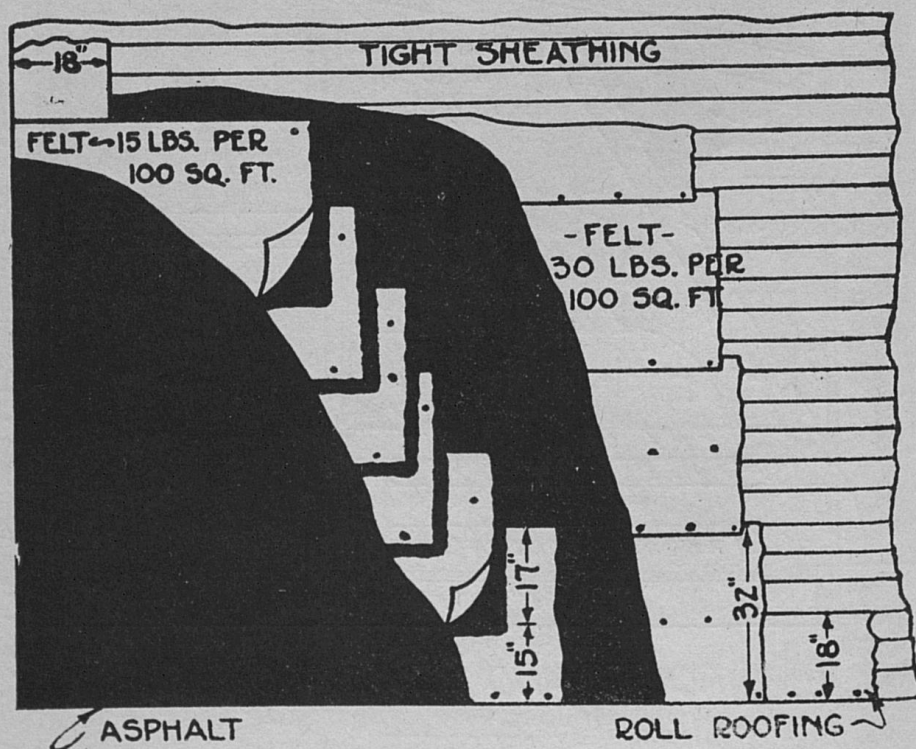 TIGHT SHEATHING
18"
FELT~15 LBS. PER
100 SQ. FT.
-FELT-
30 LBS. PER
100 SQ. FT
17"
15"
32"
18"
ASPHALT
ROLL ROOFING